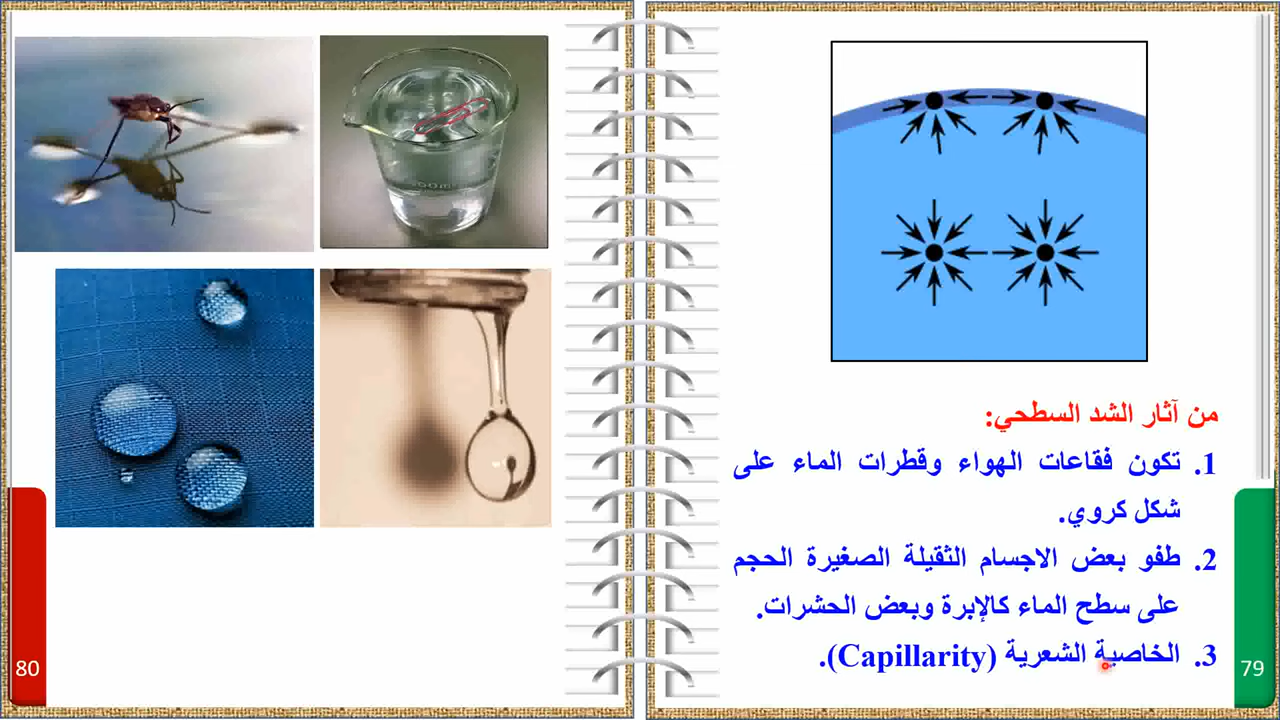 من آثار الشد السطحي:
1. تكون فقاعات الهواء وقطرات الماء على
شكل كروي.
2. طفو بعض الاجسام الثقيلة الصغيرة الحجم
على سطح الماء كالإبرة وبعض الحشرات.
3. الخاصية الشعرية (Capillarity).
79
80